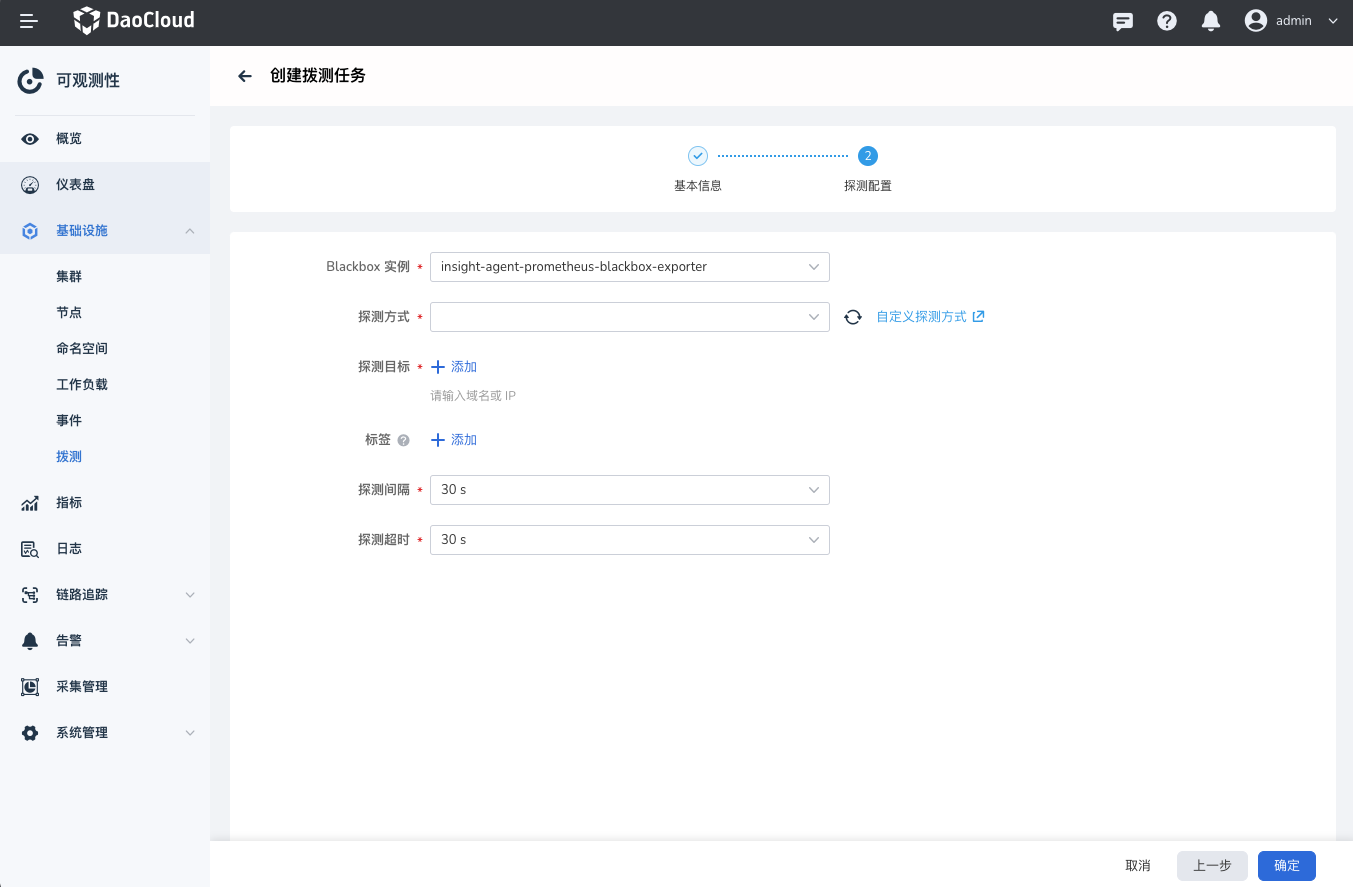 DaoCloud
admin
可观测性
概览
仪表盘
基础设施
集群
节点
命名空间
工作负载
事件
拨测
指标
日志
链路追踪
告警
采集管理
系统管理
创建拨测任务
2
基本信息
探测配置
Blackbox 实例 * insight-agent-prometheus-blackbox-exporter
探测方式 * 自定义探测方式
探测目标 * 添加
请输入域名或 IP
标签 ? 添加
探测间隔 * 30 s
探测超时 * 30 s
取消 上一步 确定